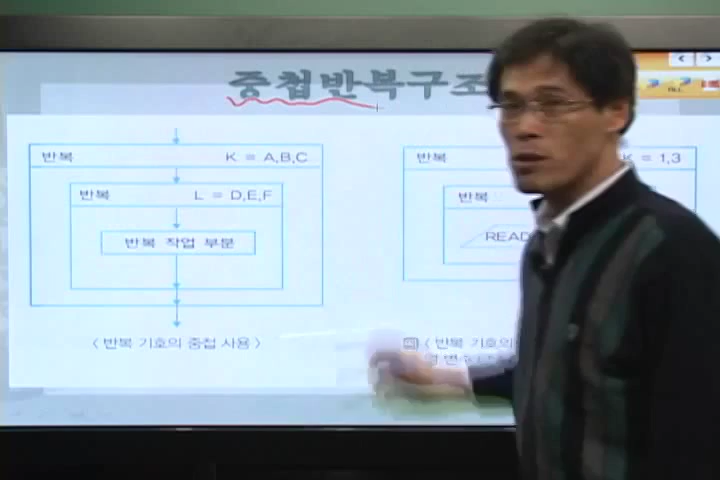 중첩반복구조
반복 K = A,B,C
반복 L = D,E,F
반복 작업 부분
〈반복 기호의 중첩 사용〉
반복 K = 1,3
반복
READ
예 〈반복 기호의